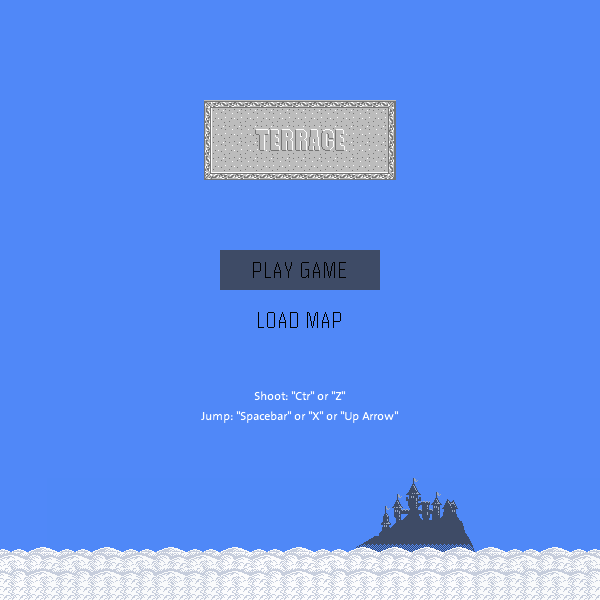 TERRACE
PLAY GAME
LOAD MAP
Shoot: "Ctr" or "Z"
Jump: "Spacebar" or "X" or "Up Arrow"